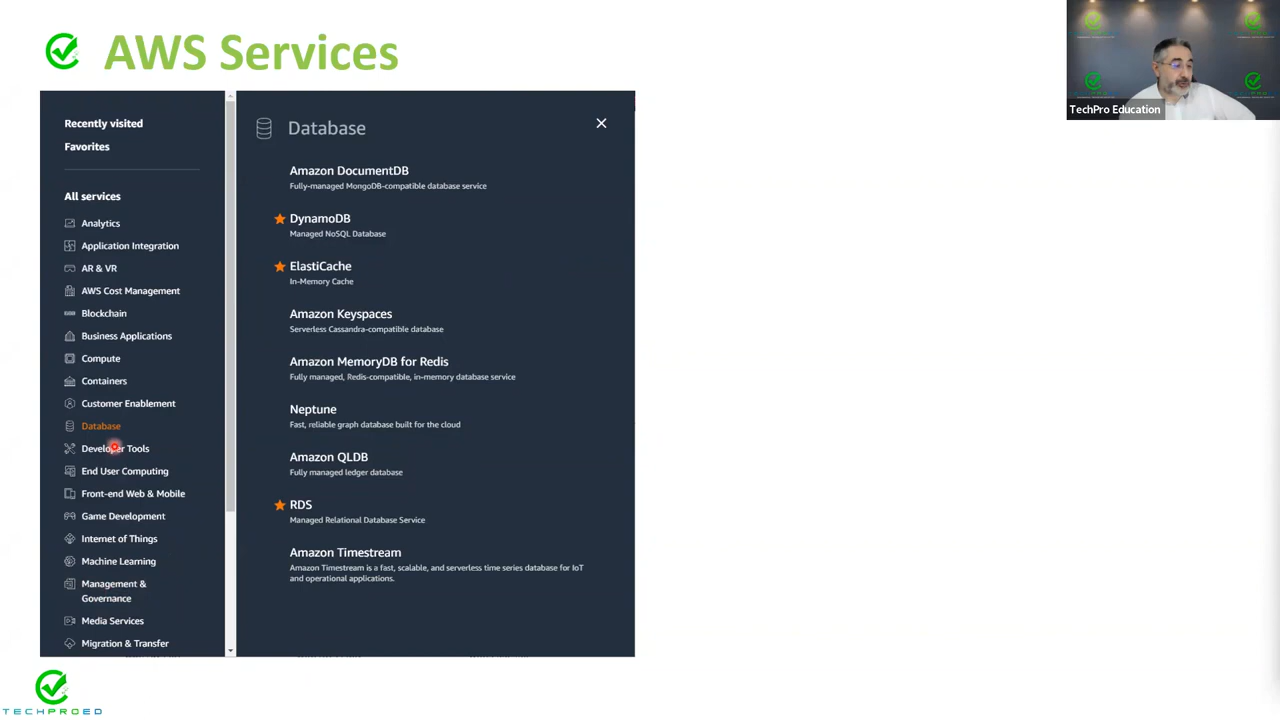 AWS Services
TechPro Education
Recently visited
Favorites
All services
Analytics
Application Integration
AR & VR
AWS Cost Management
Blockchain
Business Applications
Compute
Containers
Customer Enablement
Database
Developer Tools
End User Computing
Front-end Web & Mobile
Game Development
Internet of Things
Machine Learning
Management &
Governance
Media Services
Migration & Transfer
Database
Amazon DocumentDB
Fully-managed MongoDB-compatible database service
DynamoDB
Managed NoSQL Database
ElastiCache
In-Memory Cache
Amazon Keyspaces
Serverless Cassandra-compatible database
Amazon MemoryDB for Redis
Fully managed, Redis-compatible, in-memory database service
Neptune
Fast, reliable graph database built for the cloud
Amazon QLDB
Fully managed ledger database
RDS
Managed Relational Database Service
Amazon Timestream
Amazon Timestream is a fast, scalable, and serverless time series database for IoT
and operational applications.
TECHPROED